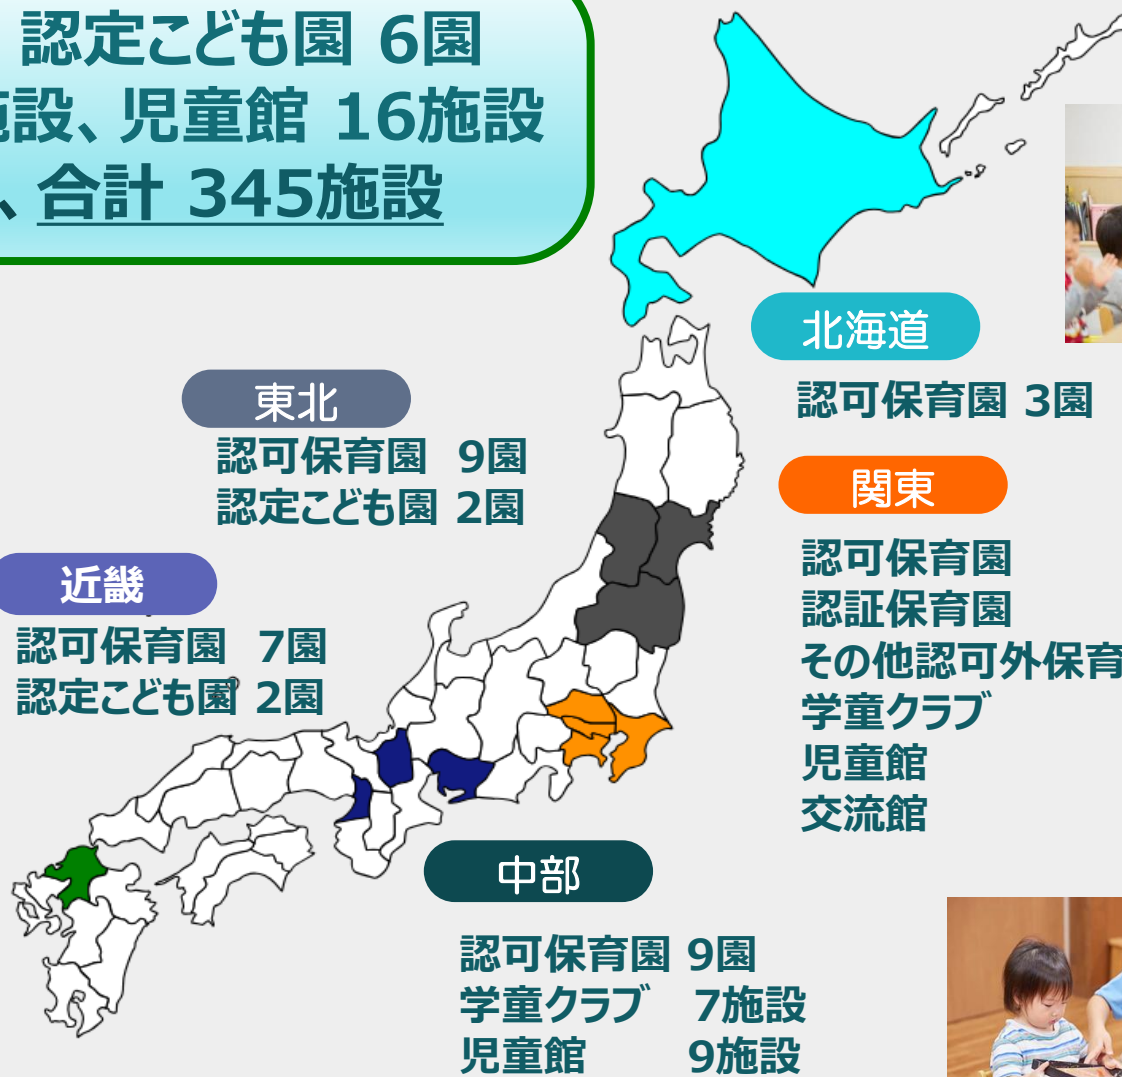 認定こども園 6園
施設、児童館 16施設
、合計 345施設
北海道
認可保育園 3園
東北
認可保育園 9園
認定こども園 2園
関東
認可保育園
認証保育園
その他認可外保育
学童クラブ
児童館
交流館
近畿
認可保育園 7園
認定こども園 2園
中部
認可保育園 9園
学童クラブ 7施設
児童館 9施設